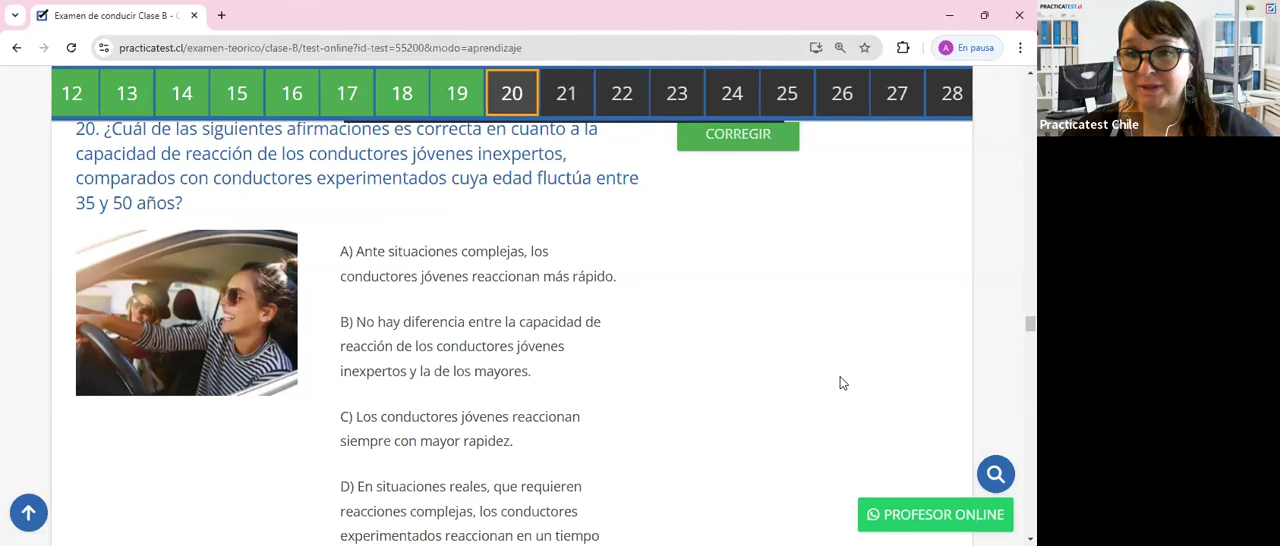 Examen de conducir Clase B - C
practicatest.cl/examen-teorico/clase-B/test-online?id-test=55200&modo=aprendizaje
A En pausa
PRACTICATEST.cl
Practicatest Chile
12 13 14 15 16 17 18 19 20 21 22 23 24 25 26 27 28
20. ¿Cuál de las siguientes afirmaciones es correcta en cuanto a la
capacidad de reacción de los conductores jóvenes inexpertos,
comparados con conductores experimentados cuya edad fluctúa entre
35 y 50 años?
CORREGIR
A) Ante situaciones complejas, los
conductores jóvenes reaccionan más rápido.
B) No hay diferencia entre la capacidad de
reacción de los conductores jóvenes
inexpertos y la de los mayores.
C) Los conductores jóvenes reaccionan
siempre con mayor rapidez.
D) En situaciones reales, que requieren
reacciones complejas, los conductores
experimentados reaccionan en un tiempo
PROFESOR ONLINE